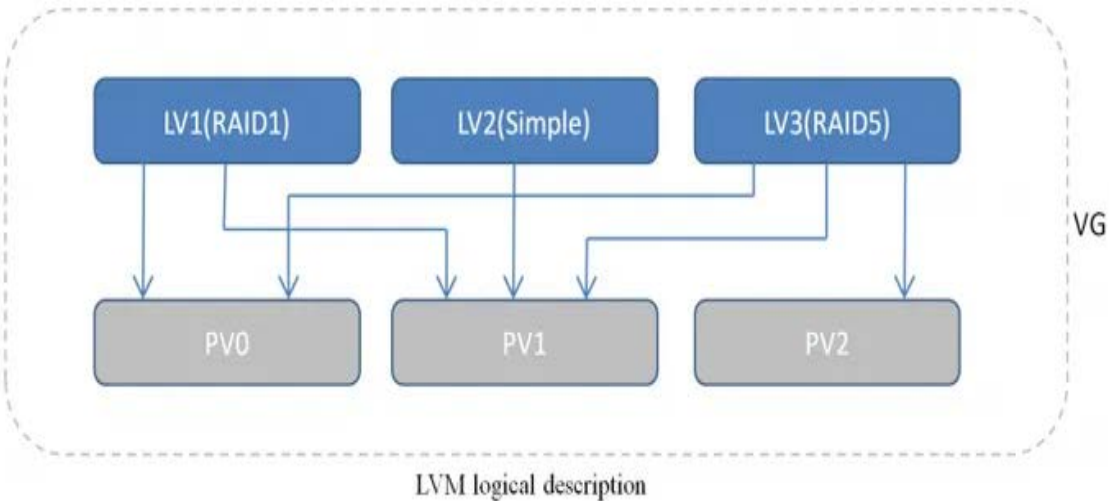 LV1(RAID1)
LV2(Simple)
LV3(RAID5)
VG
PV0
PV1
PV2
LVM logical description